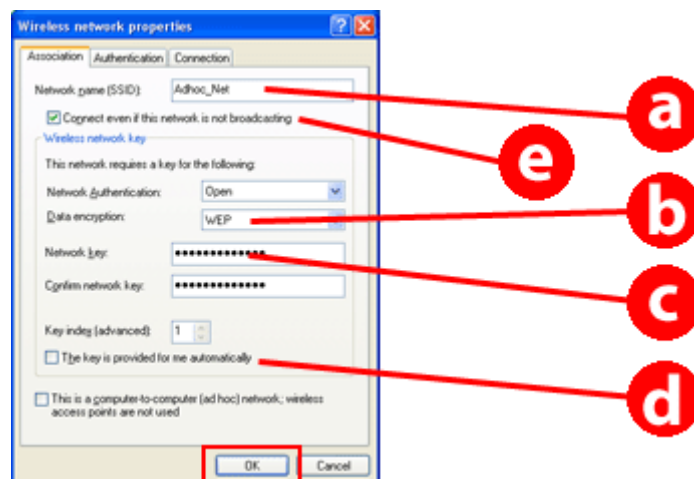 Wireless network properties
Association Authentication Connection
Network name (SSID): Adhoc_Net
a
Connect even if this network is not broadcasting
e
Wireless network key
This network requires a key for the following:
Network Authentication: Open
b
Data encryption: WEP
Network key: •••••••••••••
c
Confirm network key: •••••••••••••
Key index (advanced): 1
The key is provided for me automatically
d
This is a computer-to-computer (ad hoc) network; wireless
access points are not used
OK Cancel